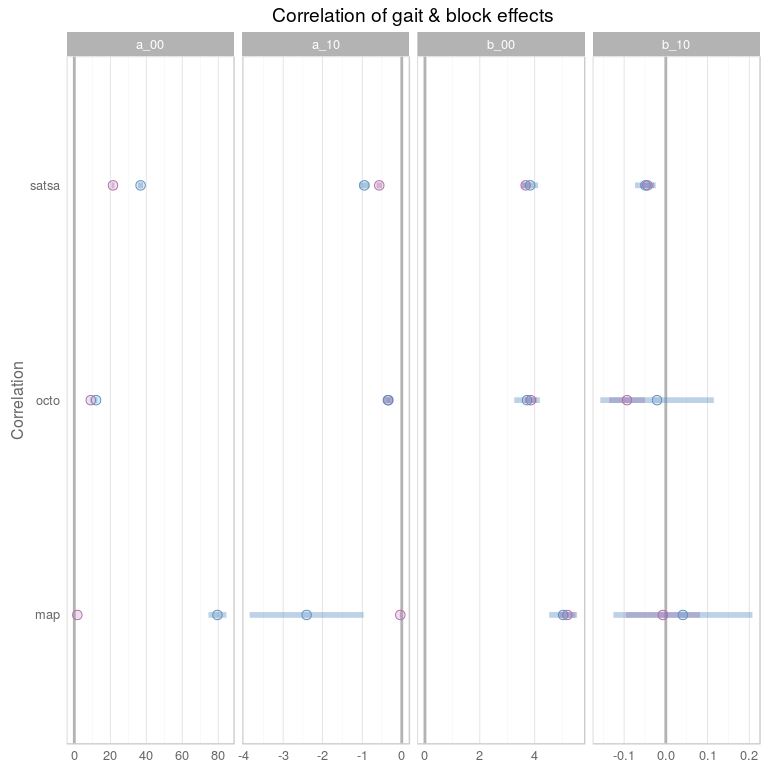 Correlation of gait & block effects
a_00 a_10 b_00 b_10
Correlation
satsa
octo
map
0 20 40 60 80 -4 -3 -2 -1 0 0 2 4 -0.1 0.0 0.1 0.2